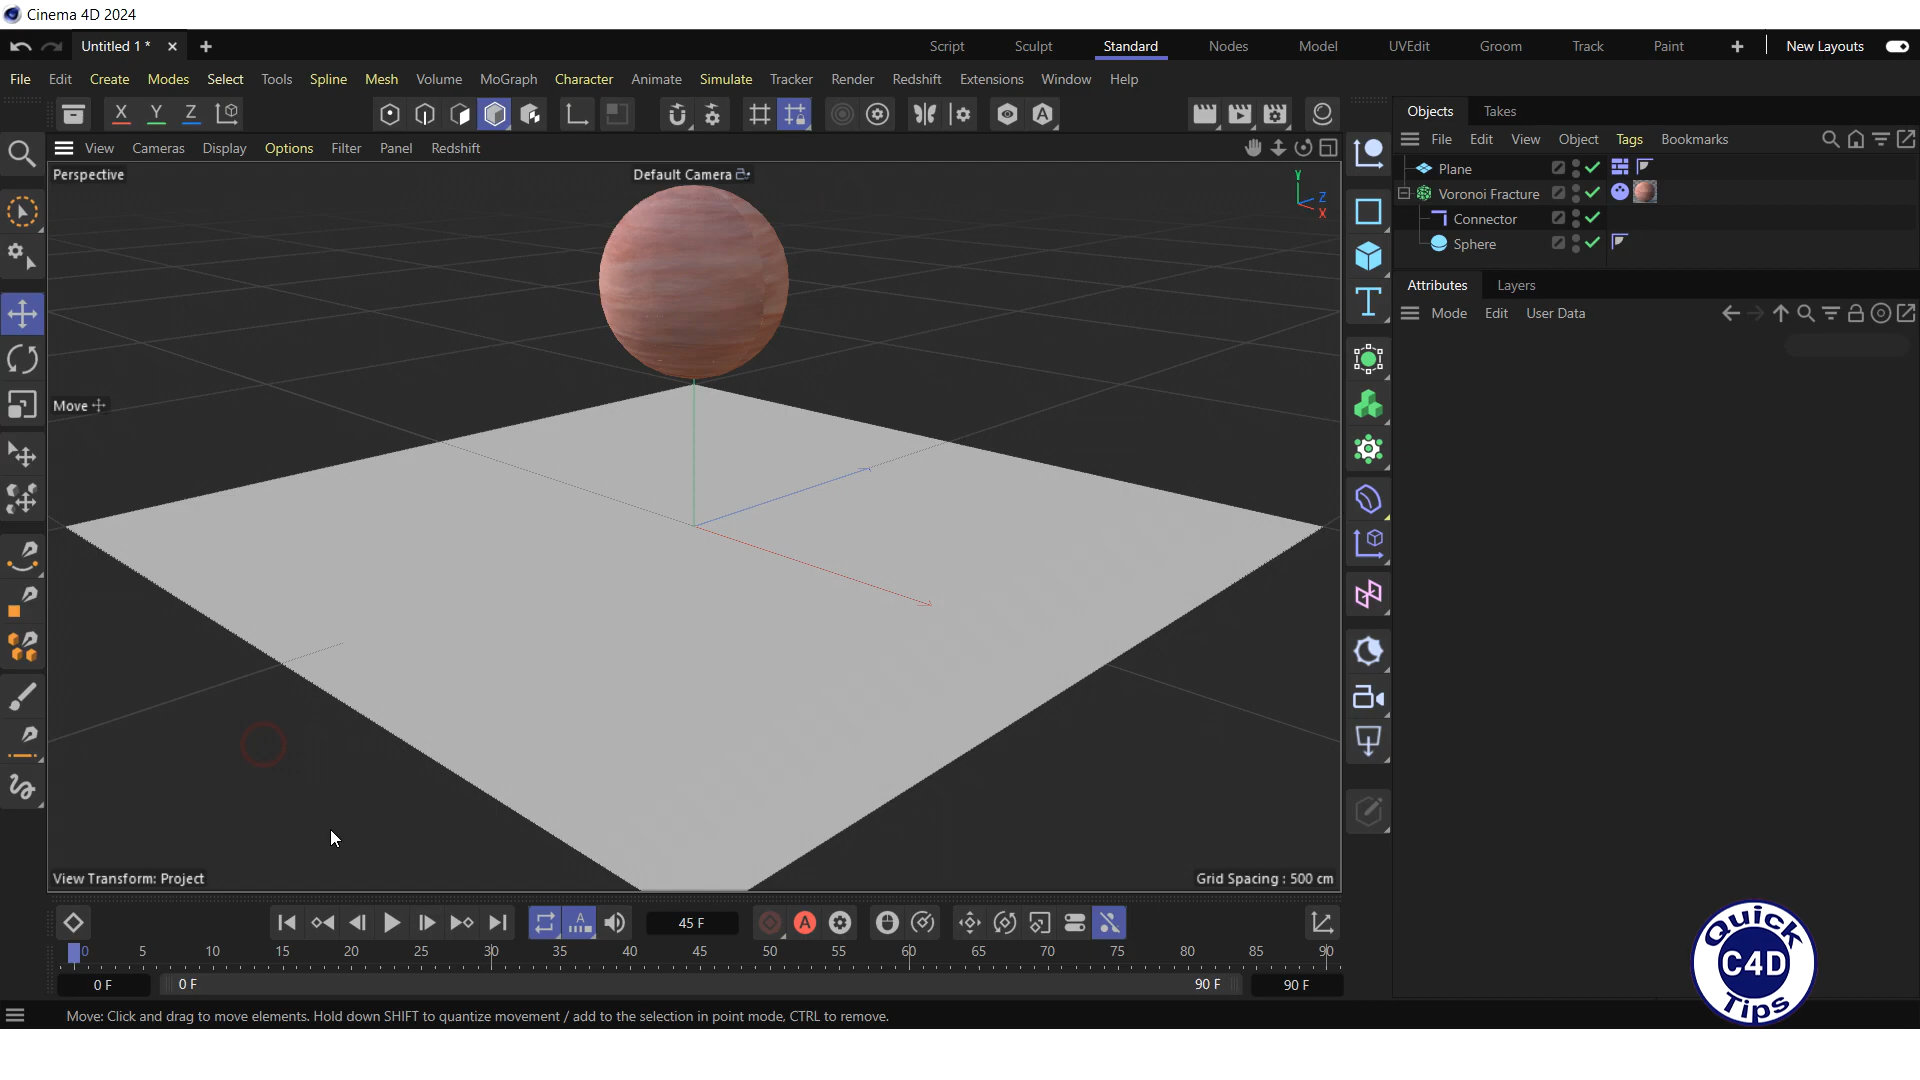 Cinema 4D 2024
Untitled 1 *
Script Sculpt Standard Nodes Model UVEdit Groom Track Paint New Layouts
File Edit Create Modes Select Tools Spline Mesh Volume MoGraph Character Animate Simulate Tracker Render Redshift Extensions Window Help
X Y Z
Objects Takes
File Edit View Object Tags Bookmarks
View Cameras Display Options Filter Panel Redshift
Perspective
Default Camera
Y
Z
X
Plane
Voronoi Fracture
Connector
Sphere
Attributes Layers
Mode Edit User Data
Move
View Transform: Project
Grid Spacing : 500 cm
A
45 F
A
0 5 10 15 20 25 30 35 40 45 50 55 60 65 70 75 80 85 90
0 F
0 F
90 F
90 F
Move: Click and drag to move elements. Hold down SHIFT to quantize movement / add to the selection in point mode, CTRL to remove.
Quick
C4D
Tips